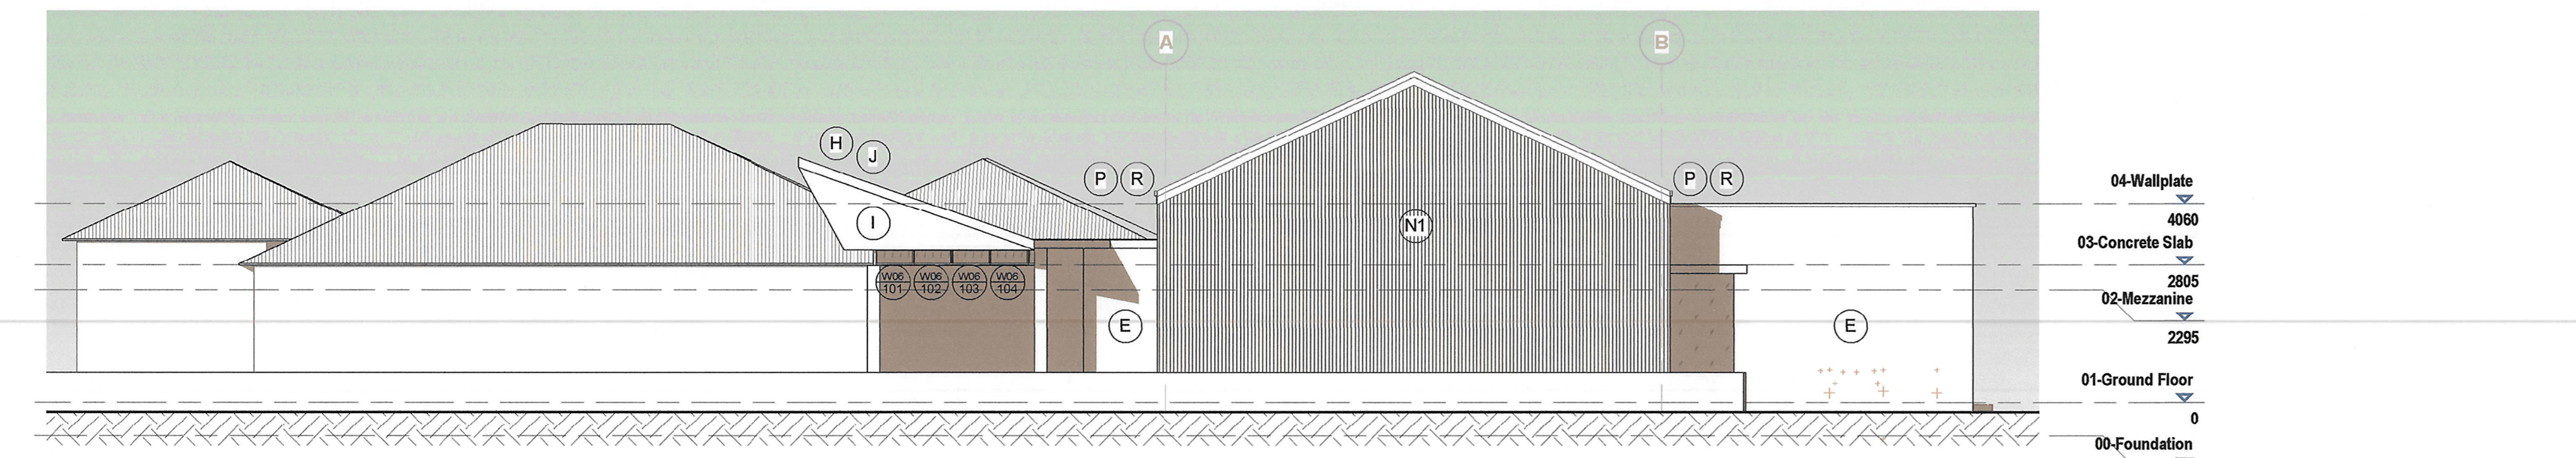 A
B
H
J
P R
P R
04-Wallplate
4060
I
N1
03-Concrete Slab
2805
W06 W06 W06 W06
101 102 103 104
02-Mezzanine
2295
E
E
01-Ground Floor
0
00-Foundation